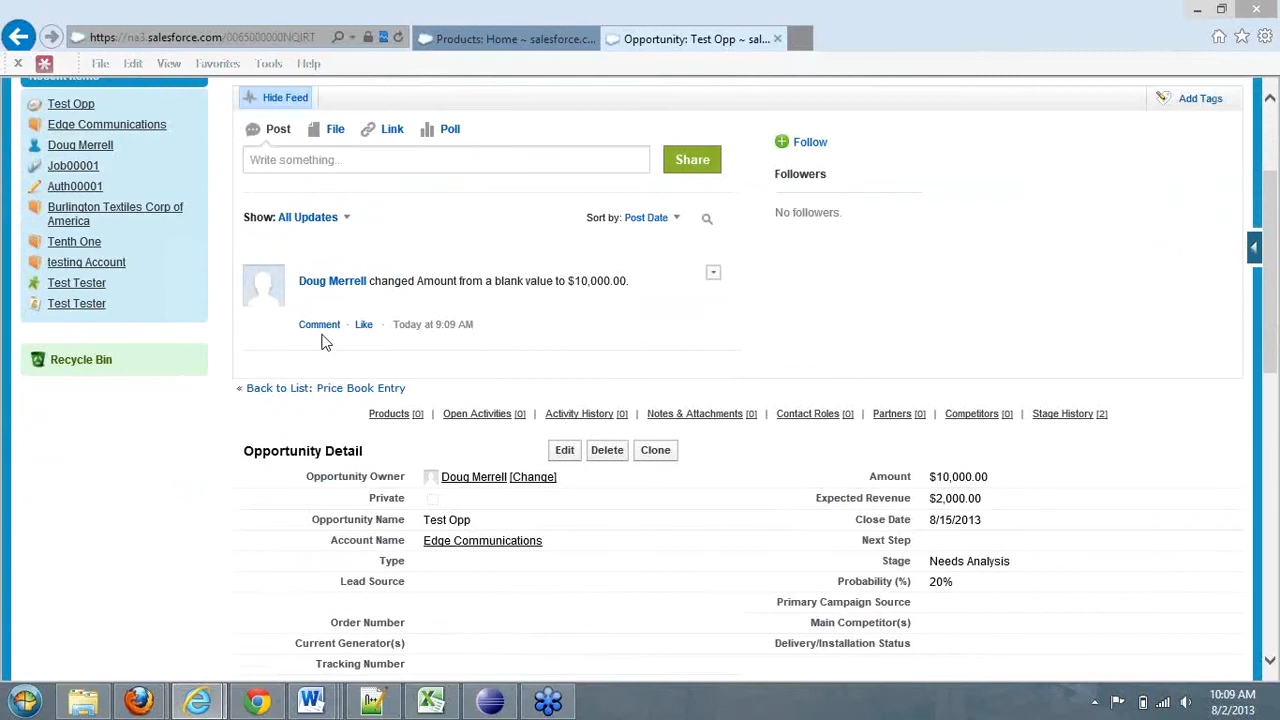 https://na3.salesforce.com/0065000000NQIRT
Products: Home ~ salesforce.c...
Opportunity: Test Opp ~ sal...
File Edit View Favorites Tools Help
Recent Items
Test Opp
Edge Communications
Doug Merrell
Job00001
Auth00001
Burlington Textiles Corp of
America
Tenth One
testing Account
Test Tester
Test Tester
Recycle Bin
Hide Feed
Add Tags
Post File Link Poll
Write something...
Share
Follow
Followers
No followers.
Show: All Updates
Sort by: Post Date
Doug Merrell changed Amount from a blank value to $10,000.00.
Comment · Like · Today at 9:09 AM
« Back to List: Price Book Entry
Products [0] | Open Activities [0] | Activity History [0] | Notes & Attachments [0] | Contact Roles [0] | Partners [0] | Competitors [0] | Stage History [2]
Opportunity Detail
Edit Delete Clone
Opportunity Owner Doug Merrell [Change]
Amount $10,000.00
Private
Expected Revenue $2,000.00
Opportunity Name Test Opp
Close Date 8/15/2013
Account Name Edge Communications
Next Step
Type
Stage Needs Analysis
Lead Source
Probability (%) 20%
Primary Campaign Source
Order Number
Main Competitor(s)
Current Generator(s)
Delivery/Installation Status
Tracking Number
10:09 AM
8/2/2013